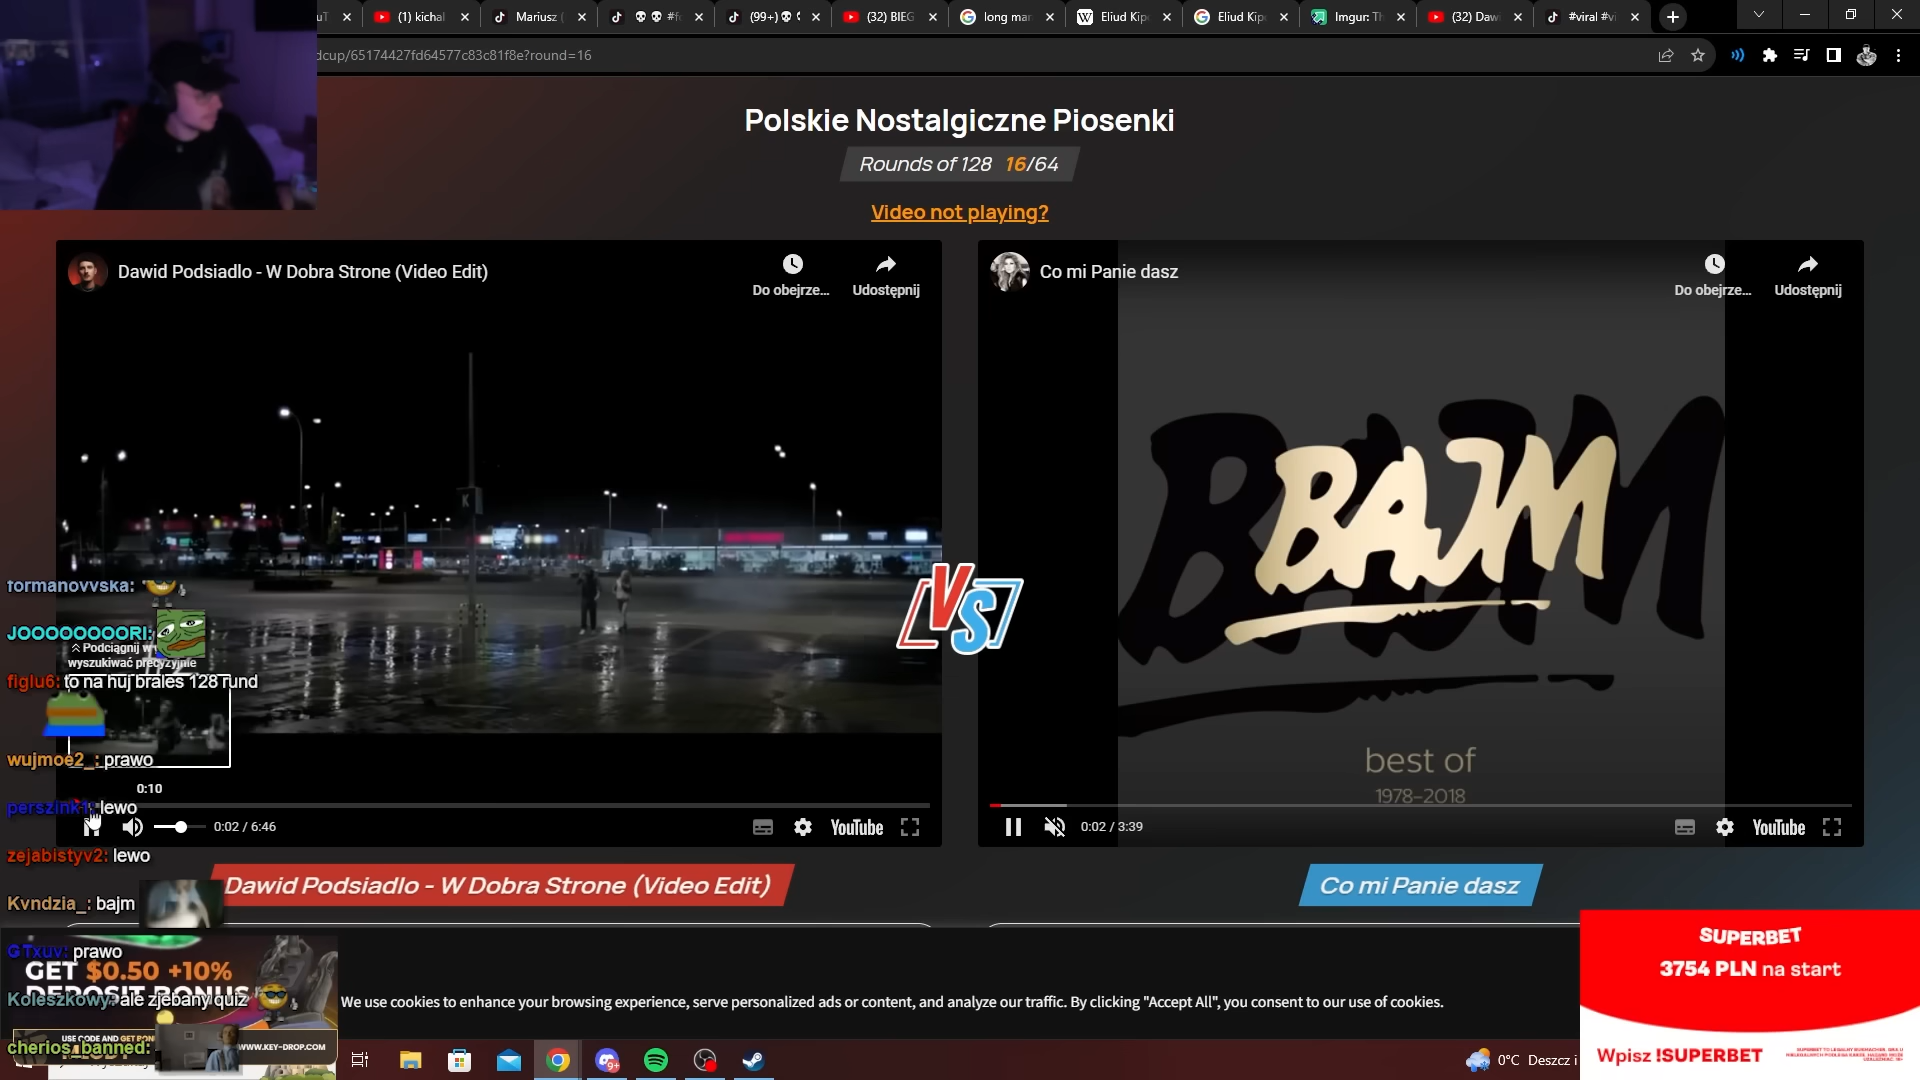 (1) kichal
Mariusz (
(99+)
(32) BIEG
long mar
Eliud Kip
Eliud Kip
Imgur: Th
(32) Daw
#viral #vi
dcup/65174427fd64577c83c81f8e?round=16
Polskie Nostalgiczne Piosenki
Rounds of 128 16/64
Video not playing?
Dawid Podsiadlo - W Dobra Strone (Video Edit)
Do obejrze...
Udostępnij
Co mi Panie dasz
Do obejrze...
Udostępnij
K
BAJM
best of
1978-2018
VS
formanovvska:
JOOOOOOOORI:
Podciągnij w
wyszukiwać precyzyjnie
figlu6: to na huj brales 128 rund
wujmoe2_: prawo
0:10
perszink1: lewo
0:02 / 6:46
YouTube
0:02 / 3:39
YouTube
zejabistyv2: lewo
Dawid Podsiadlo - W Dobra Strone (Video Edit)
Co mi Panie dasz
Kvndzia_: bajm
GTxuv: prawo
GET $0.50 +10%
DEPOSIT BONUS
Koleszkowy: ale zjebany quiz
USE CODE AND GET
WWW.KEY-DROP.COM
cherios_banned:
We use cookies to enhance your browsing experience, serve personalized ads or content, and analyze our traffic. By clicking "Accept All", you consent to our use of cookies.
SUPERBET
3754 PLN na start
Wpisz !SUPERBET
9+
0°C Deszcz i